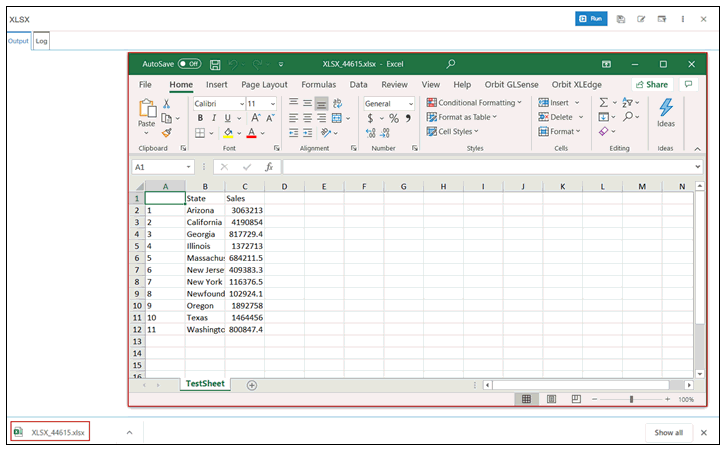 XLSX
Run
Output Log
AutoSave Off XLSX_44615.xlsx - Excel
File Home Insert Page Layout Formulas Data Review View Help Orbit GLSense Orbit XLEdge Share
Paste Calibri 11 General Conditional Formatting Insert Ideas
B I U A A $ % , Format as Table Delete
Cell Styles Format
Clipboard Font Alignment Number Styles Cells Editing Ideas
A1 fx
A B C D E F G H I J K L M N
1 State Sales
2 1 Arizona 3063213
3 2 California 4190854
4 3 Georgia 817729.4
5 4 Illinois 1372713
6 5 Massachus 684211.5
7 6 New Jerse 409383.3
8 7 New York 116376.5
9 8 Newfound 102924.1
10 9 Oregon 1892758
11 10 Texas 1464456
12 11 Washingto 800847.4
13
14
15
16
TestSheet
100%
XLSX_44615.xlsx Show all